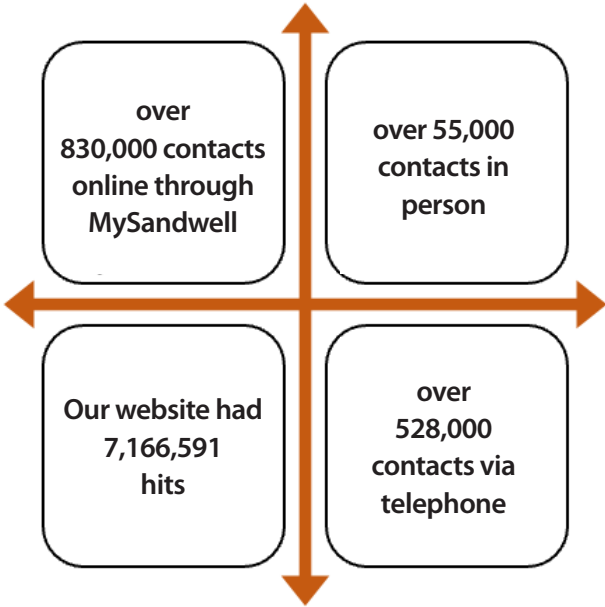 over
830,000 contacts
online through
MySandwell
over 55,000
contacts in
person
Our website had
7,166,591
hits
over
528,000
contacts via
telephone